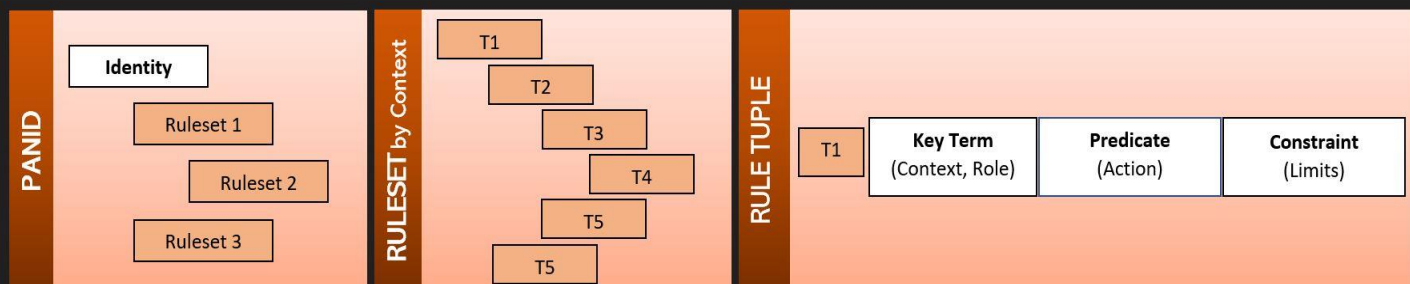 PANID
Identity
Ruleset 1
Ruleset 2
Ruleset 3
RULESET by Context
T1
T2
T3
T4
T5
T5
RULE TUPLE
T1
Key Term
(Context, Role)
Predicate
(Action)
Constraint
(Limits)